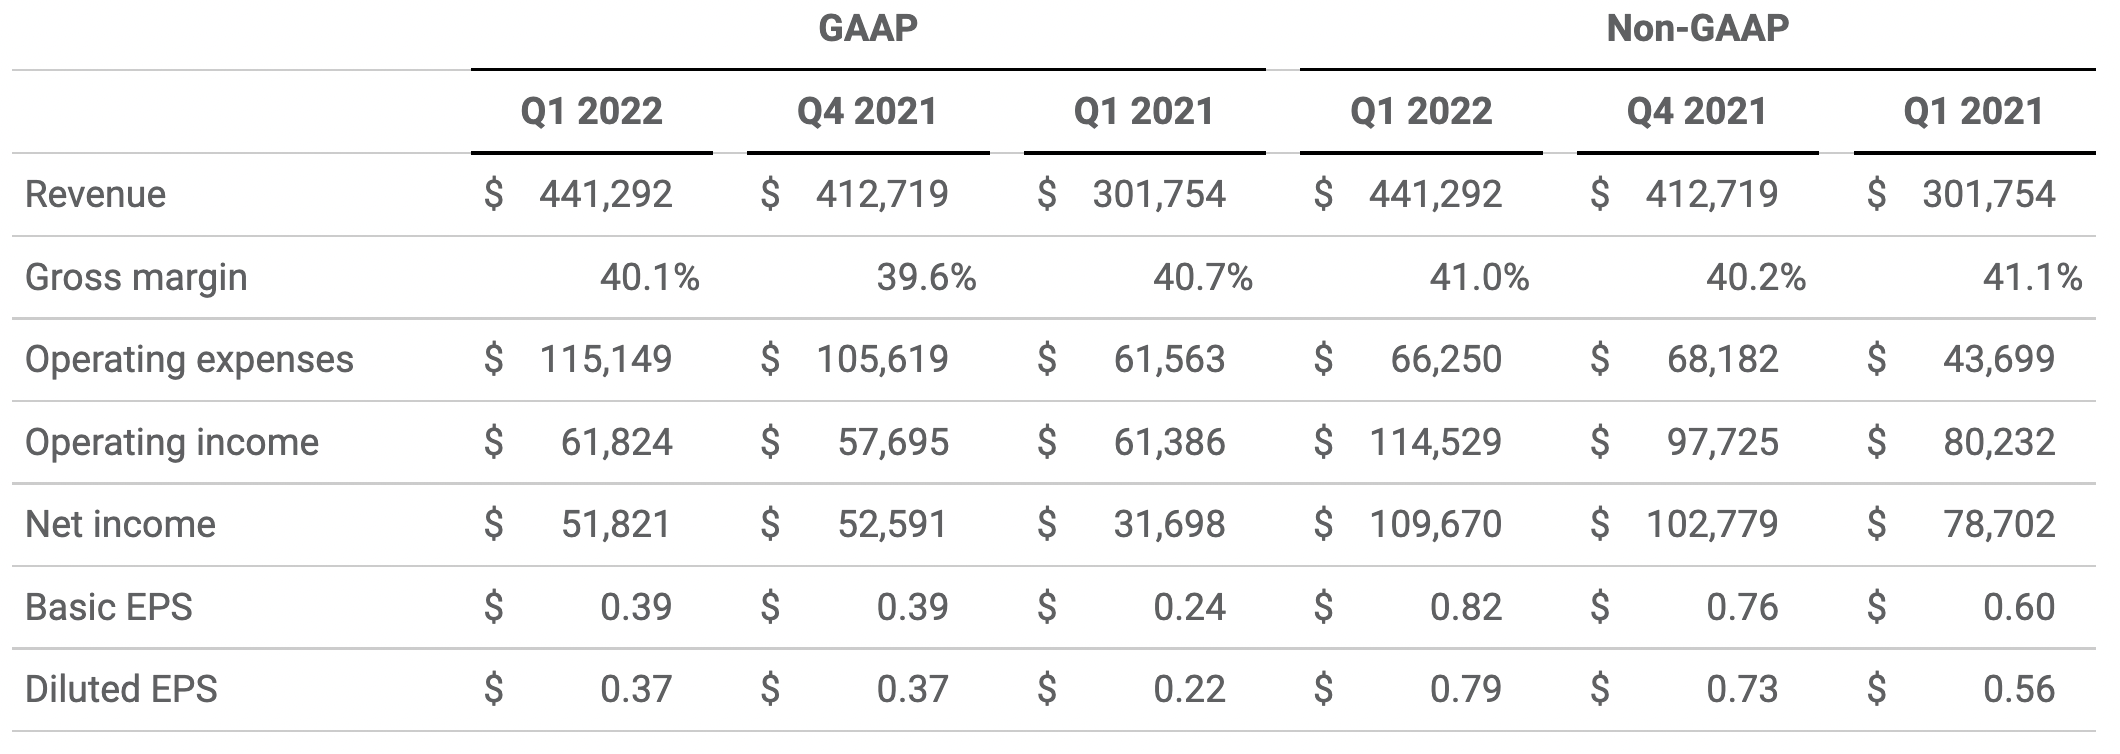 GAAP Non-GAAP
Q1 2022 Q4 2021 Q1 2021 Q1 2022 Q4 2021 Q1 2021
Revenue $ 441,292 $ 412,719 $ 301,754 $ 441,292 $ 412,719 $ 301,754
Gross margin 40.1% 39.6% 40.7% 41.0% 40.2% 41.1%
Operating expenses $ 115,149 $ 105,619 $ 61,563 $ 66,250 $ 68,182 $ 43,699
Operating income $ 61,824 $ 57,695 $ 61,386 $ 114,529 $ 97,725 $ 80,232
Net income $ 51,821 $ 52,591 $ 31,698 $ 109,670 $ 102,779 $ 78,702
Basic EPS $ 0.39 $ 0.39 $ 0.24 $ 0.82 $ 0.76 $ 0.60
Diluted EPS $ 0.37 $ 0.37 $ 0.22 $ 0.79 $ 0.73 $ 0.56